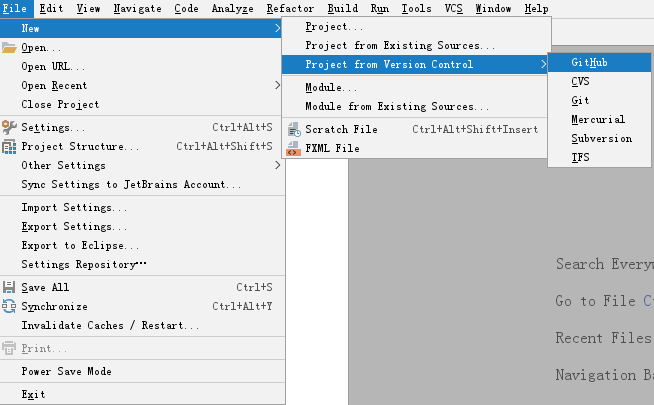 File Edit View Navigate Code Analyze Refactor Build Run Tools VCS Window Help
New
Open...
Open URL...
Open Recent
Close Project
Settings... Ctrl+Alt+S
Project Structure... Ctrl+Alt+Shift+S
Other Settings
Sync Settings to JetBrains Account...
Import Settings...
Export Settings...
Export to Eclipse...
Settings Repository…
Save All Ctrl+S
Synchronize Ctrl+Alt+Y
Invalidate Caches / Restart...
Print...
Power Save Mode
Exit
Project...
Project from Existing Sources...
Project from Version Control
Module...
Module from Existing Sources...
Scratch File Ctrl+Alt+Shift+Insert
FXML File
GitHub
CVS
Git
Mercurial
Subversion
TFS
Search Everyw
Go to File C
Recent Files
Navigation Ba